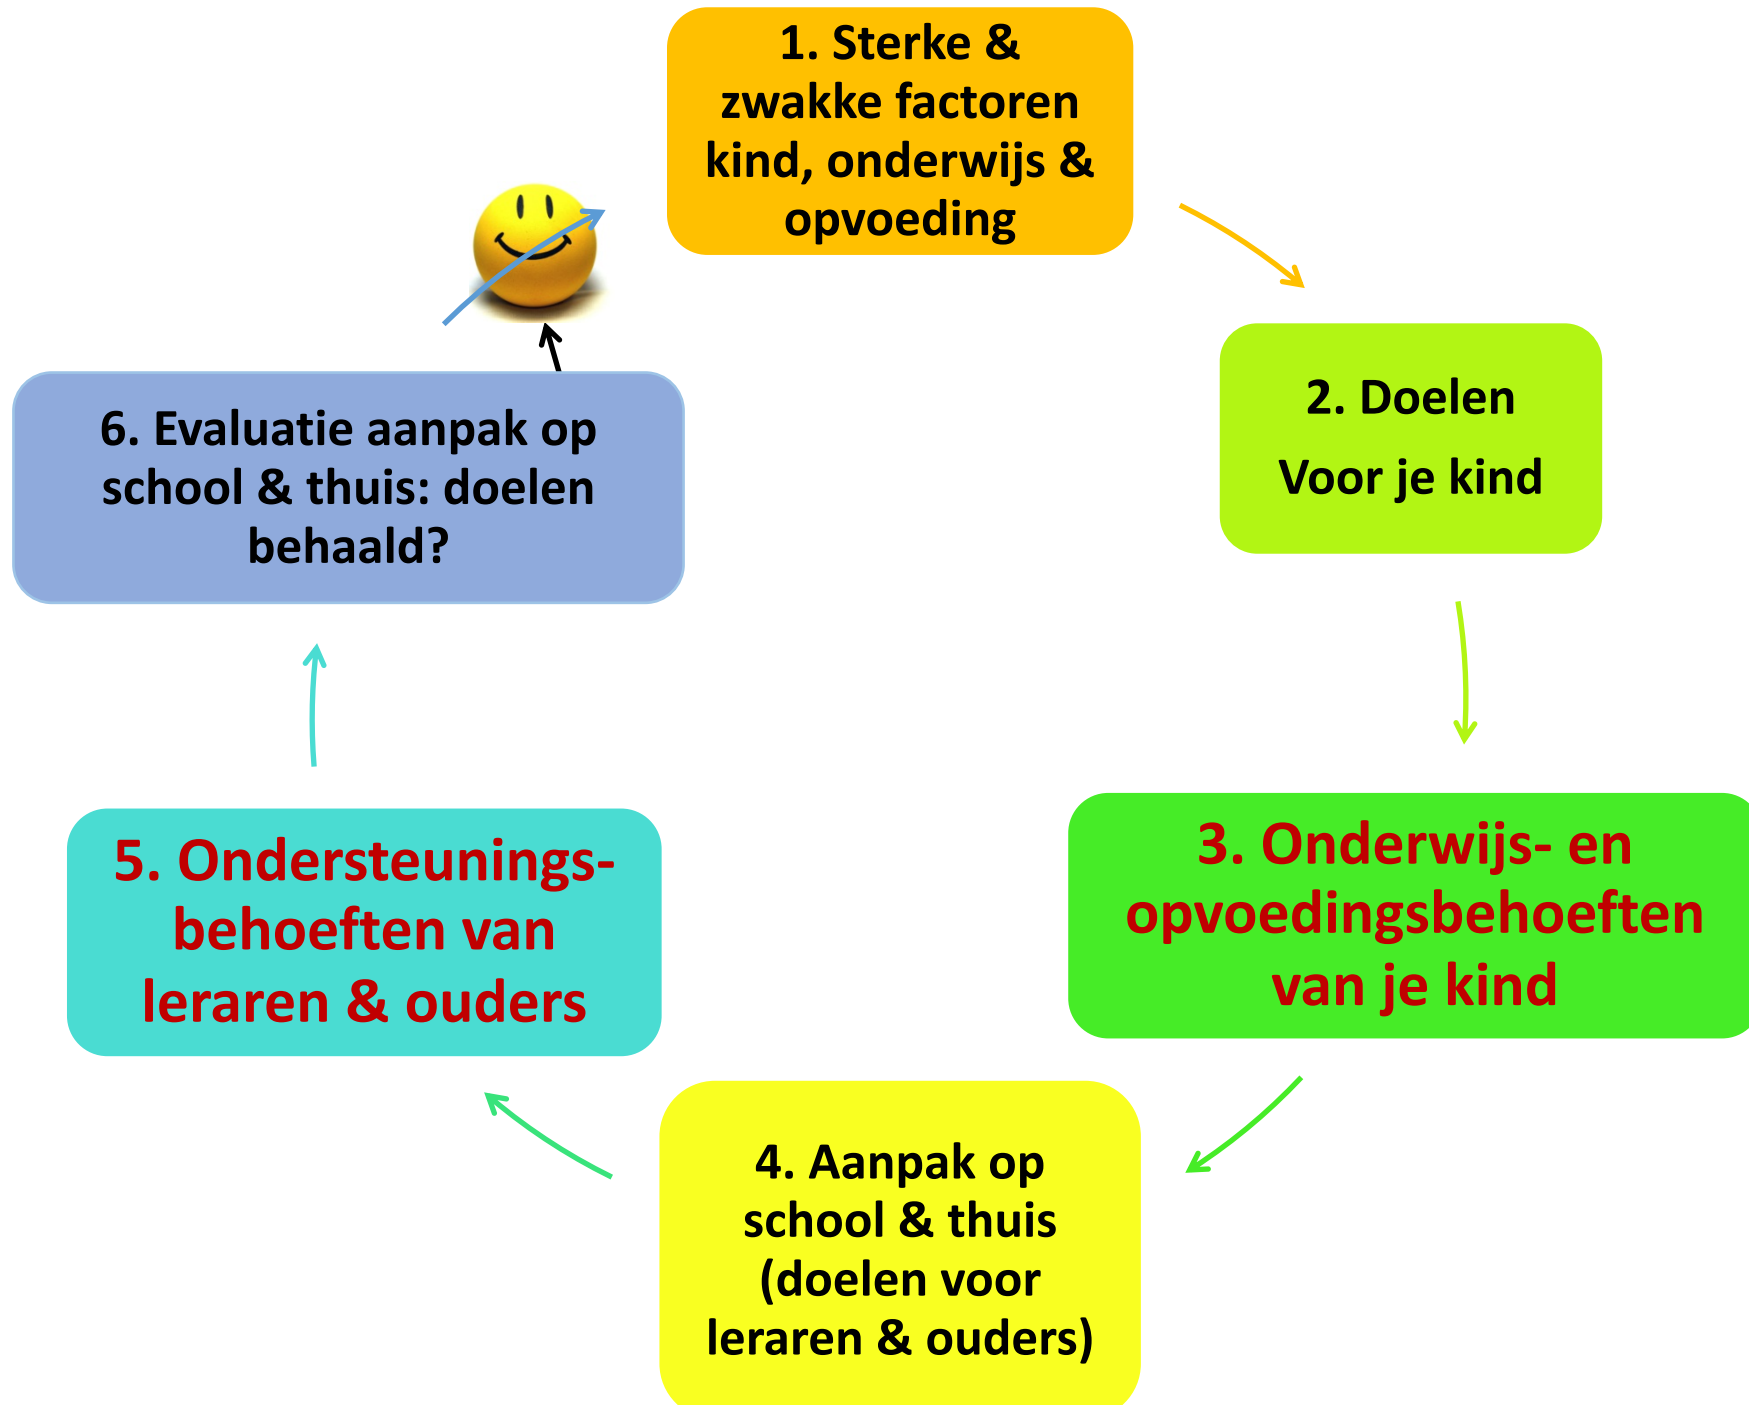 1. Sterke &
zwakke factoren
kind, onderwijs &
opvoeding
2. Doelen
Voor je kind
3. Onderwijs- en
opvoedingsbehoeften
van je kind
4. Aanpak op
school & thuis
(doelen voor
leraren & ouders)
5. Ondersteunings-
behoeften van
leraren & ouders
6. Evaluatie aanpak op
school & thuis: doelen
behaald?